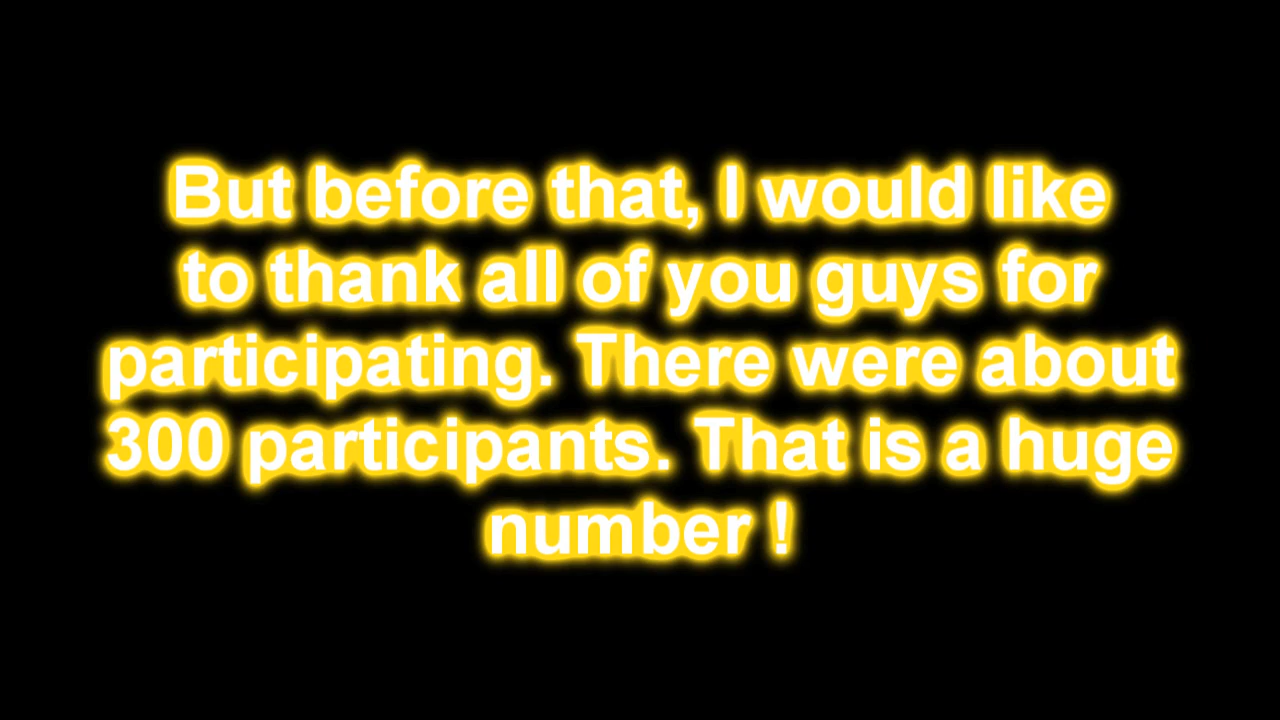 But before that, I would like
to thank all of you guys for
participating. There were about
300 participants. That is a huge
number !